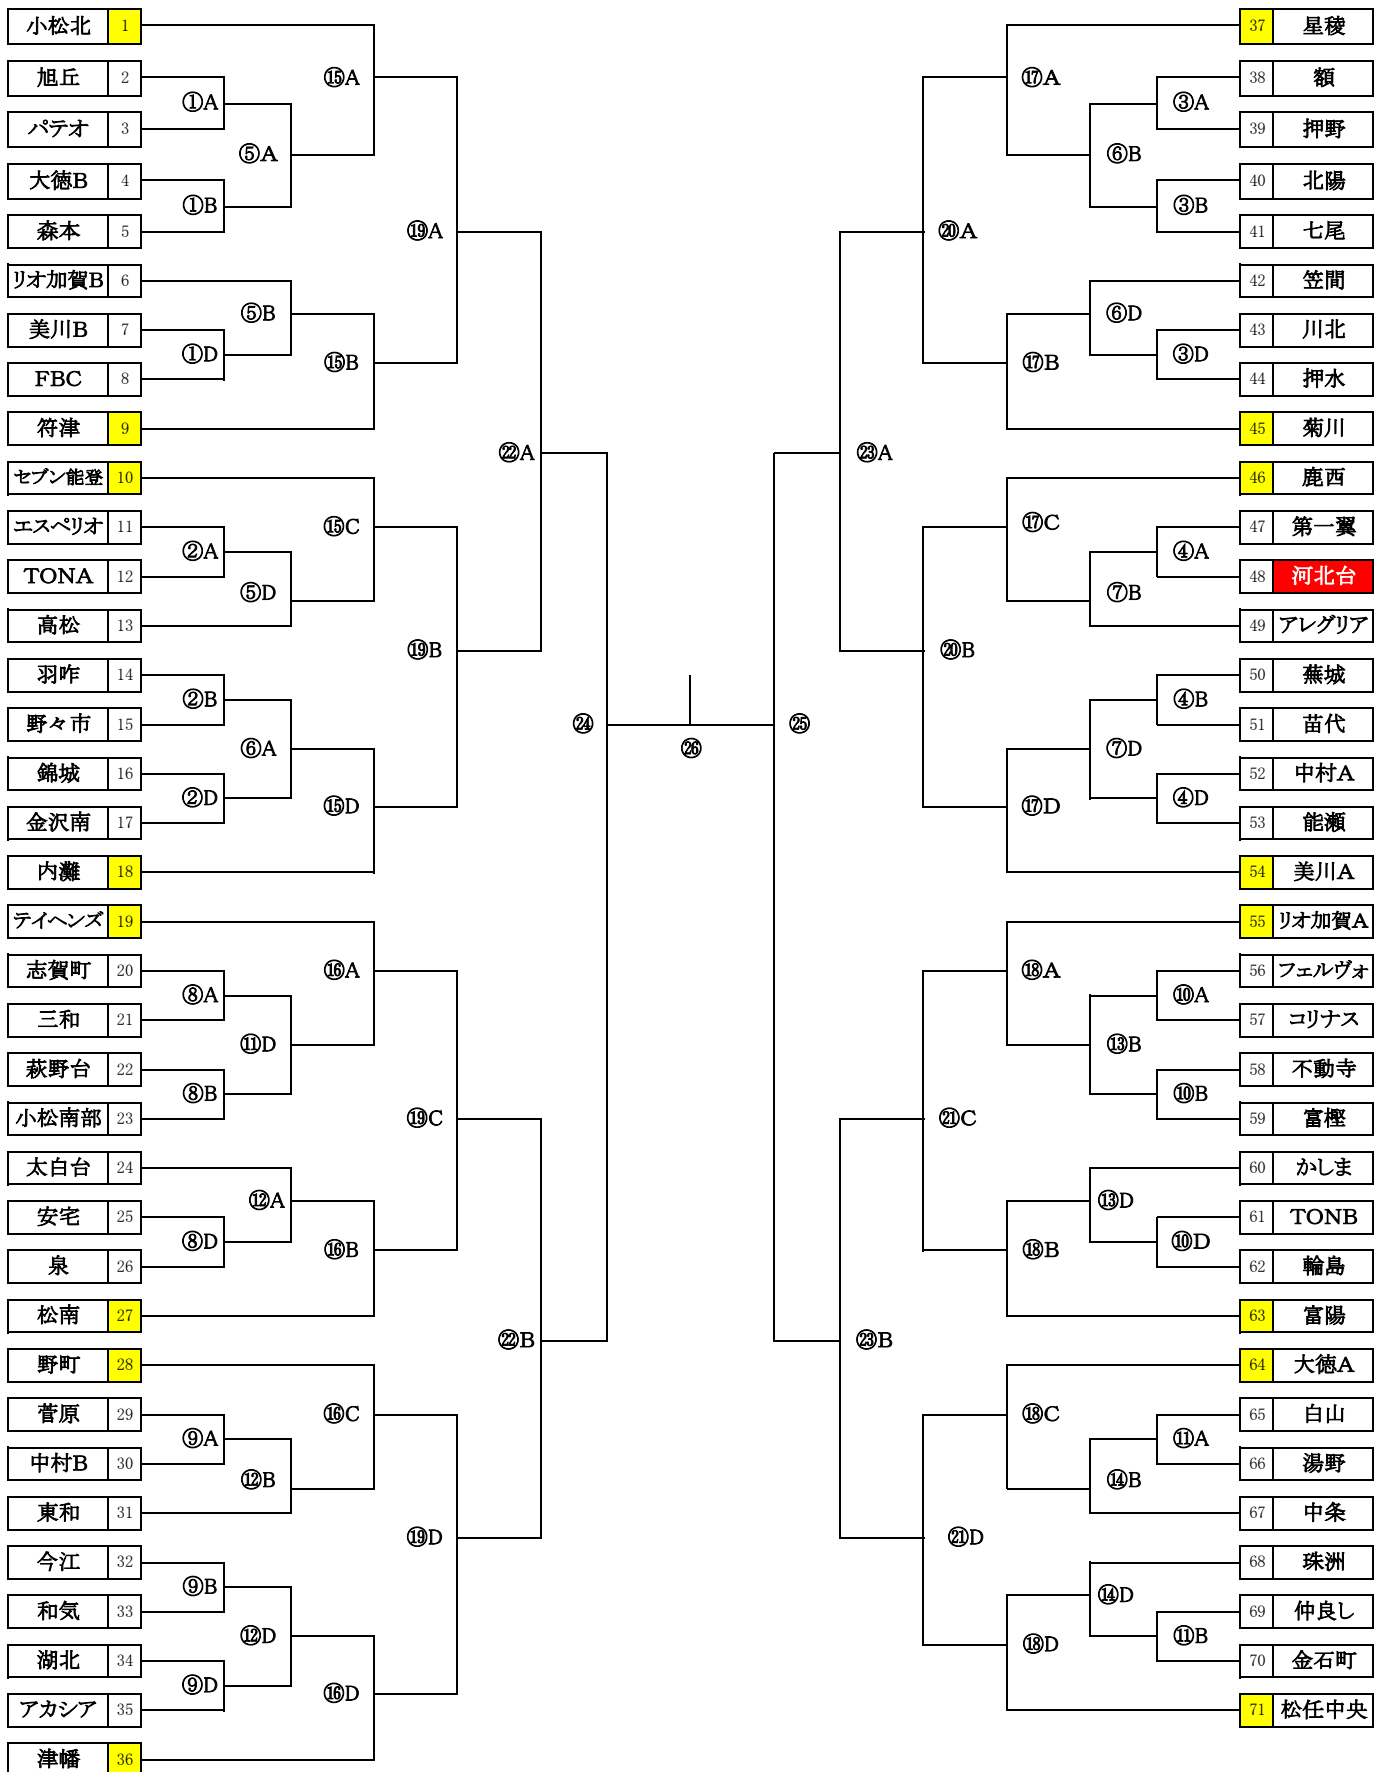 小松北 1
旭丘 2
パテオ 3
大徳B 4
森本 5
リオ加賀B 6
美川B 7
FBC 8
符津 9
セブン能登 10
エスペリオ 11
TONA 12
高松 13
羽咋 14
野々市 15
錦城 16
金沢南 17
内灘 18
テイヘンズ 19
志賀町 20
三和 21
萩野台 22
小松南部 23
太白台 24
安宅 25
泉 26
松南 27
野町 28
菅原 29
中村B 30
東和 31
今江 32
和気 33
湖北 34
アカシア 35
津幡 36
①A
①B
①D
②A
②B
②D
⑧A
⑧B
⑧D
⑨A
⑨B
⑨D
⑤A
⑤B
⑤D
⑥A
⑪D
⑫A
⑫B
⑫D
⑮A
⑮B
⑮C
⑮D
⑯A
⑯B
⑯C
⑯D
⑲A
⑲B
⑲C
⑲D
㉒A
㉒B
㉔
㉖
㉕
㉓A
㉓B
⑳A
⑳B
㉑C
㉑D
⑰A
⑰B
⑰C
⑰D
⑱A
⑱B
⑱C
⑱D
⑥B
⑥D
⑦B
⑦D
⑬B
⑬D
⑭B
⑭D
③A
③B
③D
④A
④B
④D
⑩A
⑩B
⑩D
⑪A
⑪B
37 星稜
38 額
39 押野
40 北陽
41 七尾
42 笠間
43 川北
44 押水
45 菊川
46 鹿西
47 第一翼
48 河北台
49 アレグリア
50 蕪城
51 苗代
52 中村A
53 能瀬
54 美川A
55 リオ加賀A
56 フェルヴォ
57 コリナス
58 不動寺
59 富樫
60 かしま
61 TONB
62 輪島
63 富陽
64 大徳A
65 白山
66 湯野
67 中条
68 珠洲
69 仲良し
70 金石町
71 松任中央